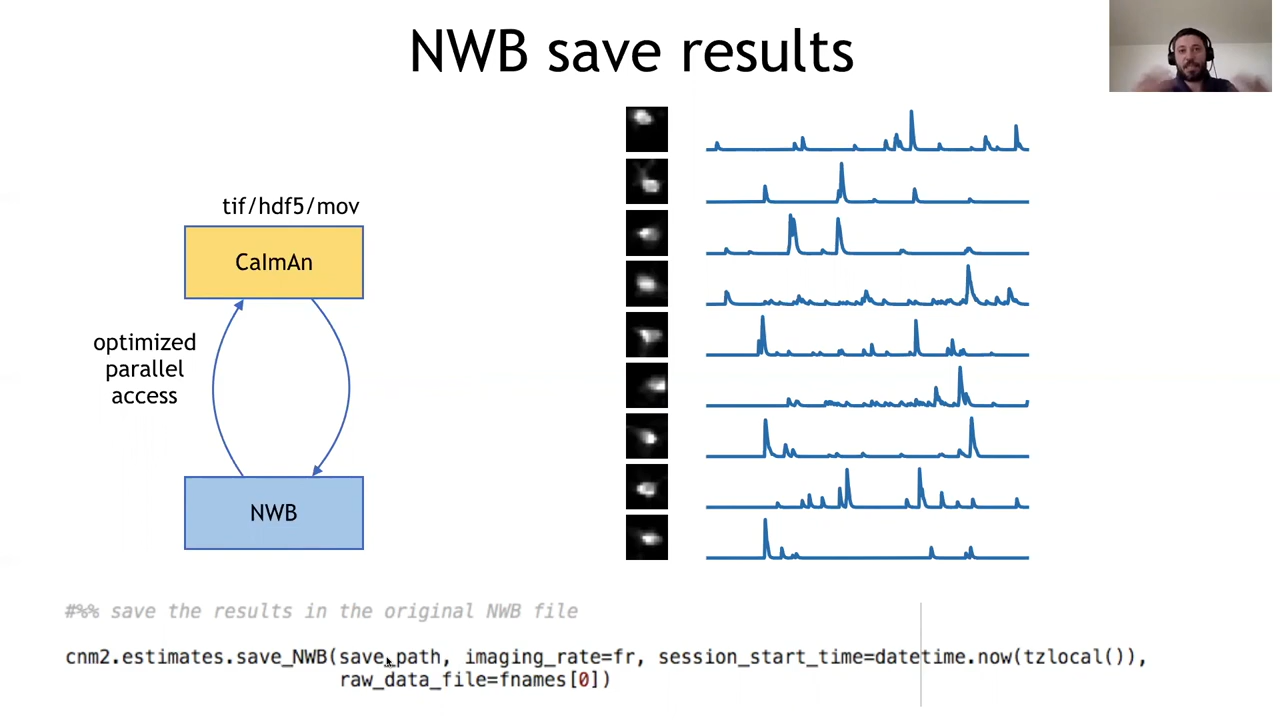 NWB save results
tif/hdf5/mov
CaImAn
optimized
parallel
access
NWB
#%% save the results in the original NWB file
cnm2.estimates.save_NWB(save_path, imaging_rate=fr, session_start_time=datetime.now(tzlocal()),
raw_data_file=fnames[0])